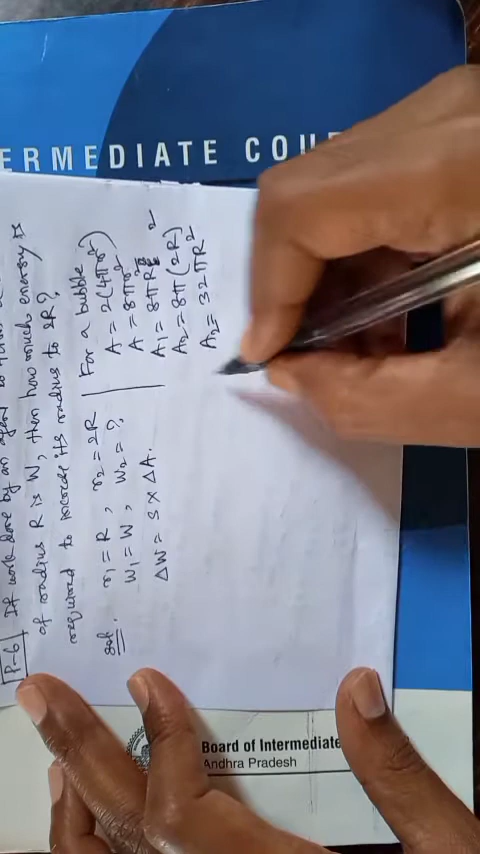 ERMEDIATE COU
P-6 If work done by an agent to form a
of radius R is W, then how much energy is
required to increase its radius to 2R?
sol. r₁ = R, r₂ = 2R
W₁ = W, W₂ = ?
ΔW = S × ΔA.
For a bubble
A = 2(4πr²)
A = 8πr²
A₁ = 8πR²
A₂ = 8π(2R)²
A₂ = 32πR²
Board of Intermediate
Andhra Pradesh